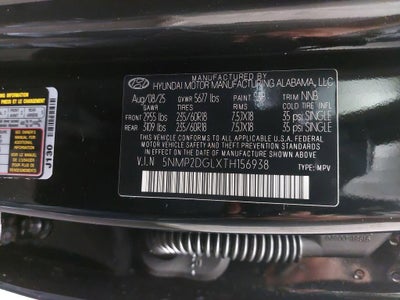 MANUFACTURED BY
HYUNDAI MOTOR MANUFACTURING ALABAMA, LLC
Aug/08/25 GVWR 5677 lbs PAINT TRIM NNB
GAWR TIRES RIMS
FRONT 2955 lbs 235/60R18 7.5JX18 35 psi SINGLE
REAR 3109 lbs 235/60R18 7.5JX18 35 psi SINGLE
THIS VEHICLE CONFORMS TO ALL APPLICABLE U.S. FEDERAL
MOTOR VEHICLE SAFETY AND THEFT PREVENTION STANDARDS
IN EFFECT ON THE DATE OF MANUFACTURE SHOWN ABOVE.
V.I.N 5NMP2DGLXTH156938 TYPE: MPV
J130